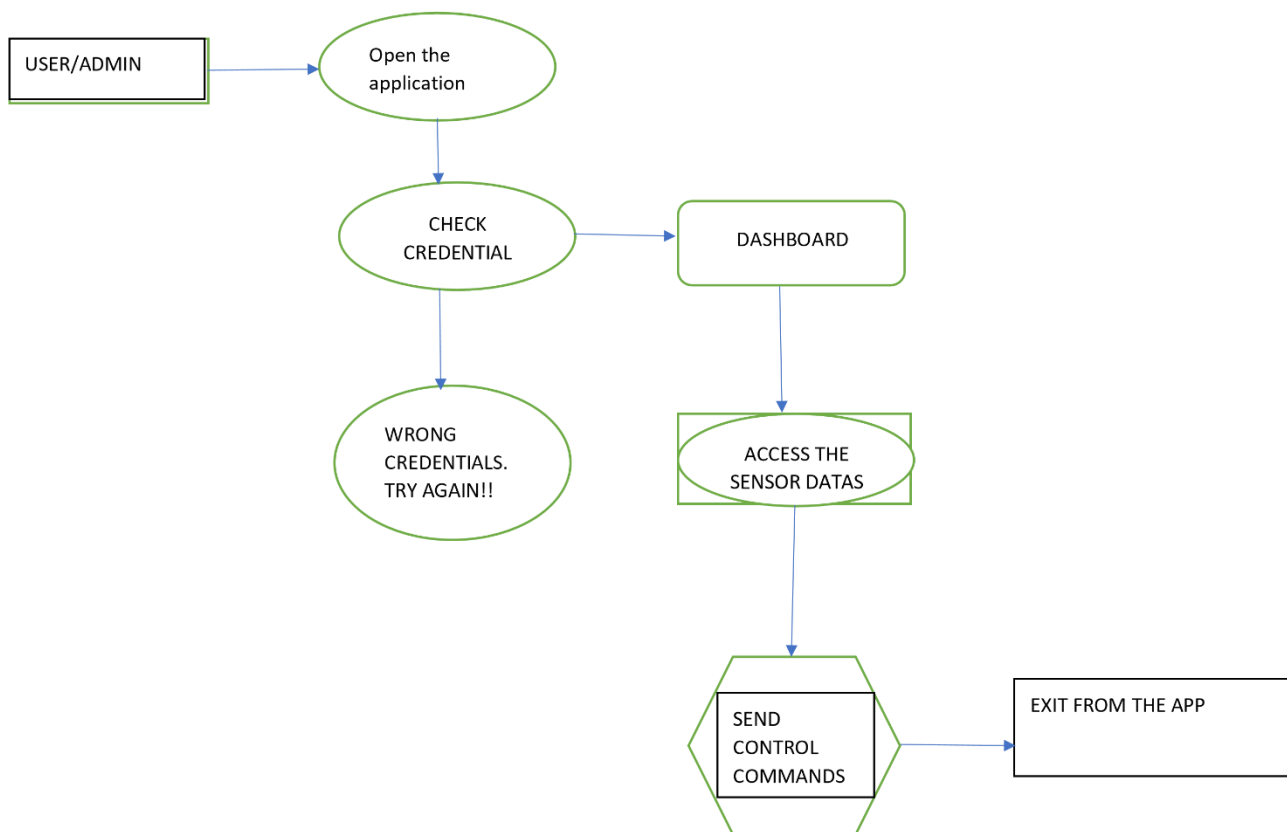 USER/ADMIN
Open the
application
CHECK
CREDENTIAL
DASHBOARD
WRONG
CREDENTIALS.
TRY AGAIN!!
ACCESS THE
SENSOR DATAS
SEND
CONTROL
COMMANDS
EXIT FROM THE APP